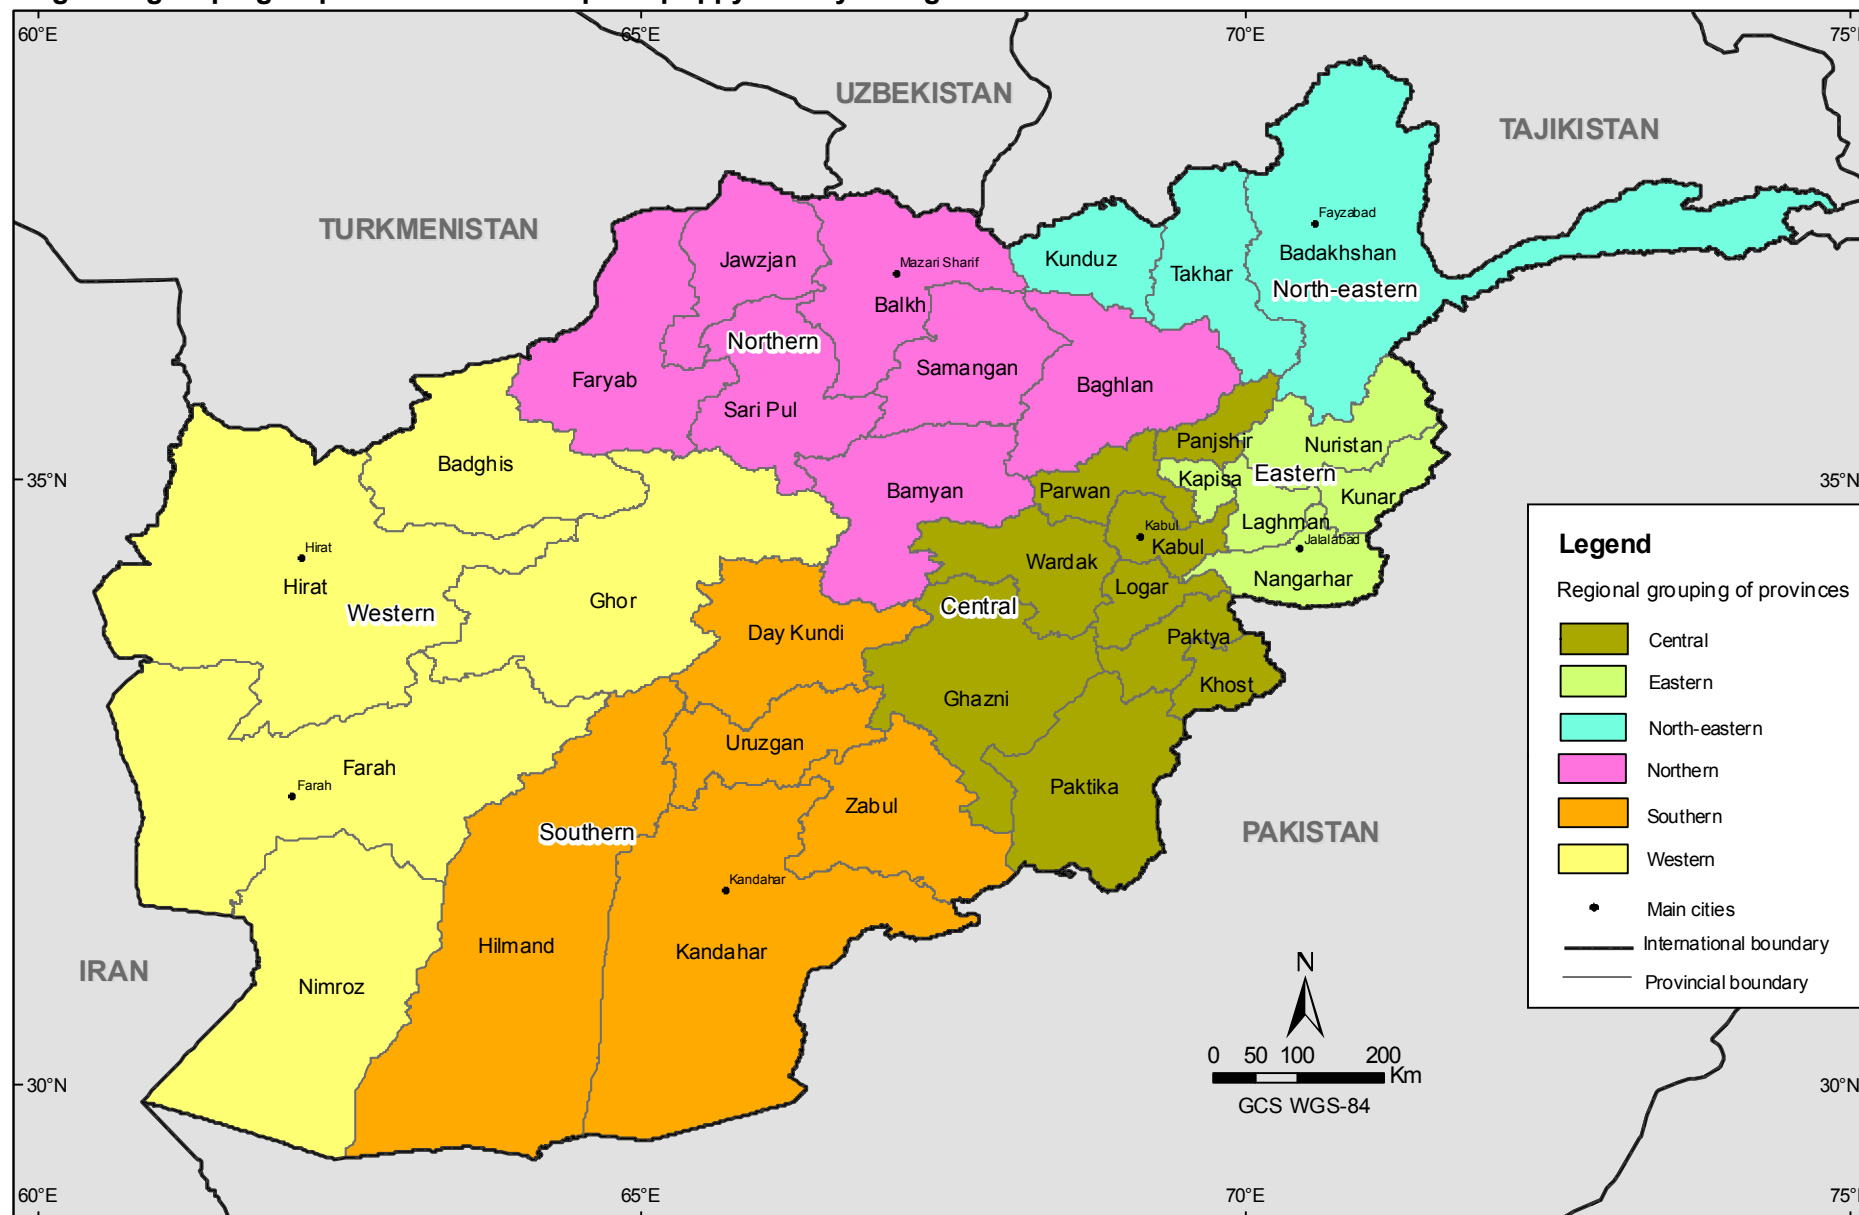 60°E
65°E
70°E
UZBEKISTAN
TAJIKISTAN
TURKMENISTAN
Fayzabad
Badakhshan
Jawzjan
Mazari Sharif
Kunduz
Takhar
North-eastern
Balkh
Northern
Samangan
Faryab
Baghlan
Sari Pul
Panjshir
Nuristan
Badghis
Eastern
35°N
Kapisa
35°N
Bamyan
Parwan
Kunar
Laghman
Kabul
Kabul
Jalalabad
Hirat
Hirat
Wardak
Nangarhar
Logar
Ghor
Western
Central
Day Kundi
Paktya
Khost
Ghazni
Uruzgan
Farah
Farah
Paktika
Zabul
Southern
PAKISTAN
Kandahar
Hilmand
Kandahar
IRAN
Nimroz
Legend
Regional grouping of provinces
Central
Eastern
North-eastern
Northern
Southern
Western
Main cities
International boundary
Provincial boundary
N
0 50 100 200
Km
GCS WGS-84
30°N
30°N
60°E
65°E
70°E